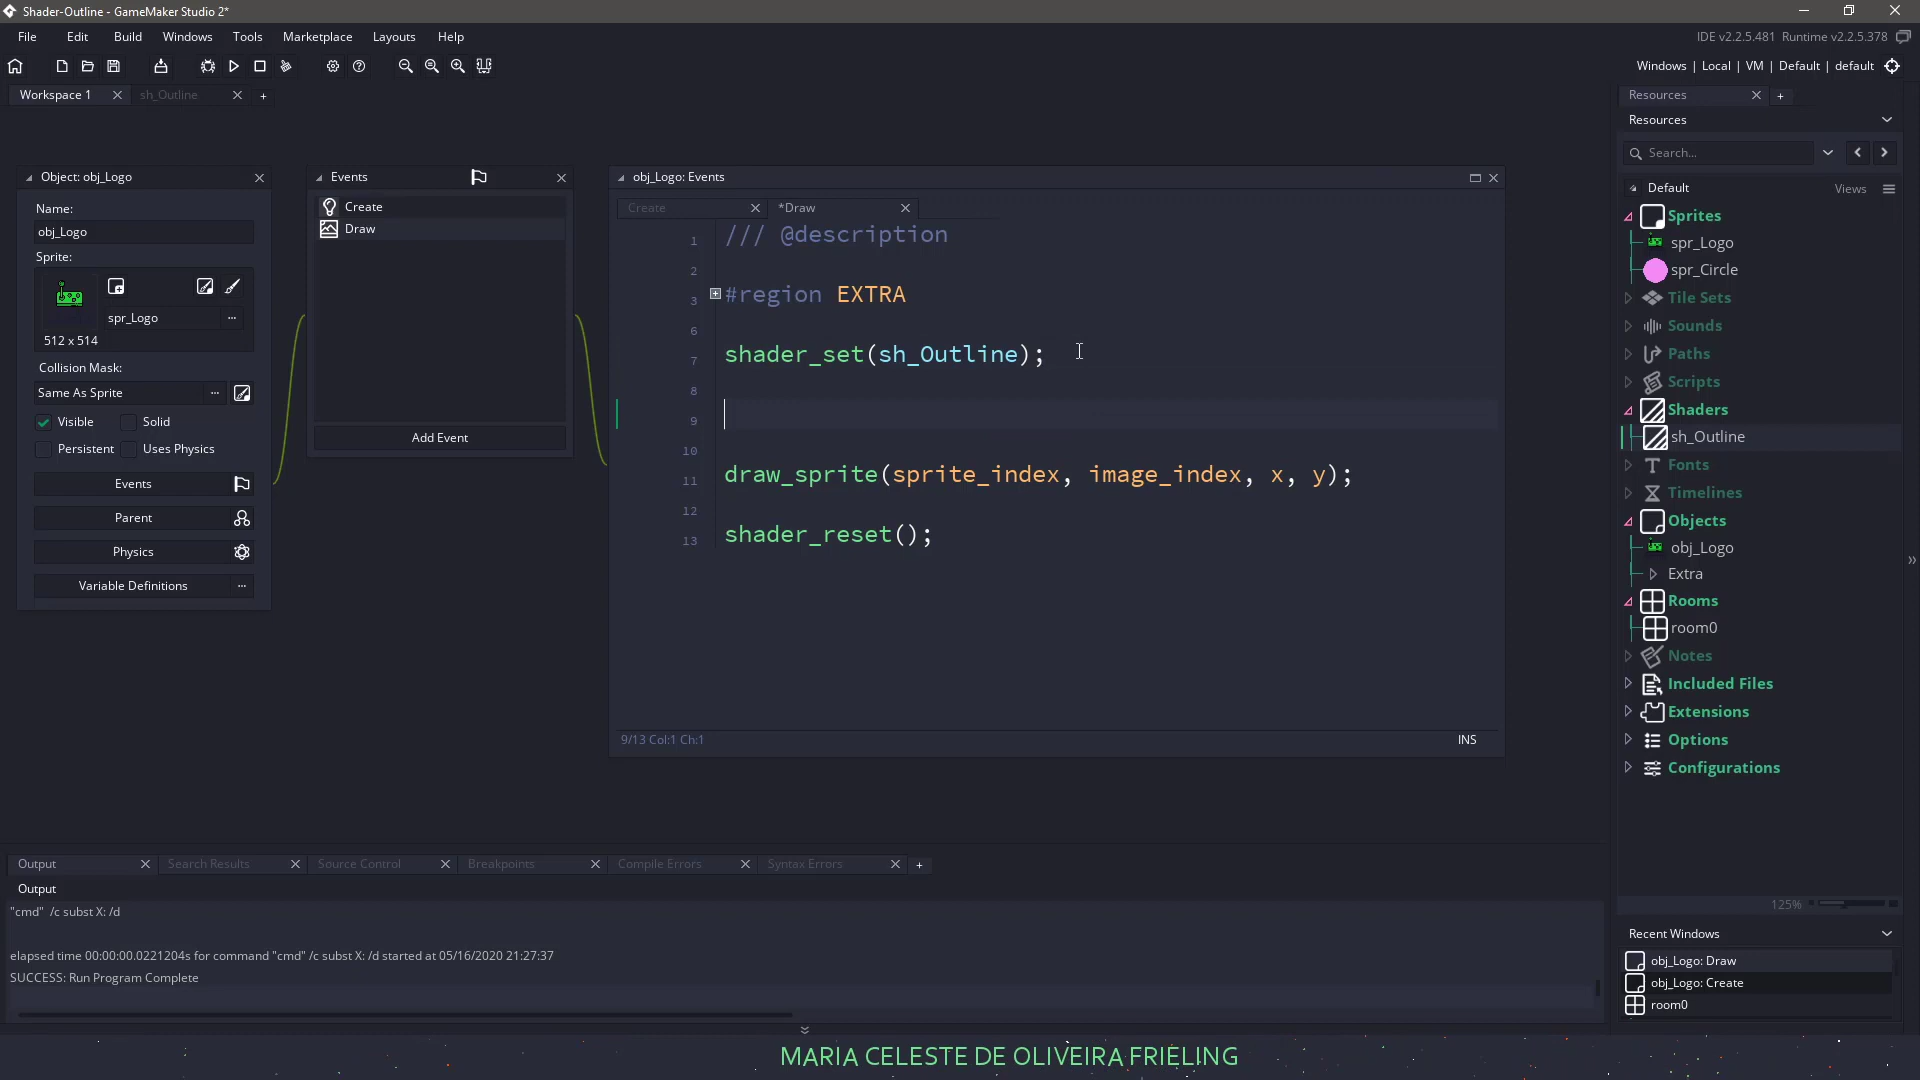 Shader-Outline - GameMaker Studio 2*
File Edit Build Windows Tools Marketplace Layouts Help
IDE v2.2.5.481 Runtime v2.2.5.378
Windows | Local | VM | Default | default
Workspace 1
sh_Outline
+
Object: obj_Logo
Name:
obj_Logo
Sprite:
spr_Logo
...
512 x 514
Collision Mask:
Same As Sprite
...
Visible
Solid
Persistent
Uses Physics
Events
Parent
Physics
Variable Definitions
...
Events
Create
Draw
Add Event
obj_Logo: Events
Create
*Draw
1 /// @description
2
3 #region EXTRA
6
7 shader_set(sh_Outline);
8
9
10
11 draw_sprite(sprite_index, image_index, x, y);
12
13 shader_reset();
9/13 Col:1 Ch:1
INS
Resources
+
Resources
Search...
Default
Views
Sprites
spr_Logo
spr_Circle
Tile Sets
Sounds
Paths
Scripts
Shaders
sh_Outline
Fonts
Timelines
Objects
obj_Logo
Extra
Rooms
room0
Notes
Included Files
Extensions
Options
Configurations
125%
Recent Windows
obj_Logo: Draw
obj_Logo: Create
room0
Output
Search Results
Source Control
Breakpoints
Compile Errors
Syntax Errors
+
Output
"cmd" /c subst X: /d
elapsed time 00:00:00.0221204s for command "cmd" /c subst X: /d started at 05/16/2020 21:27:37
SUCCESS: Run Program Complete
MARIA CELESTE DE OLIVEIRA FRIELING